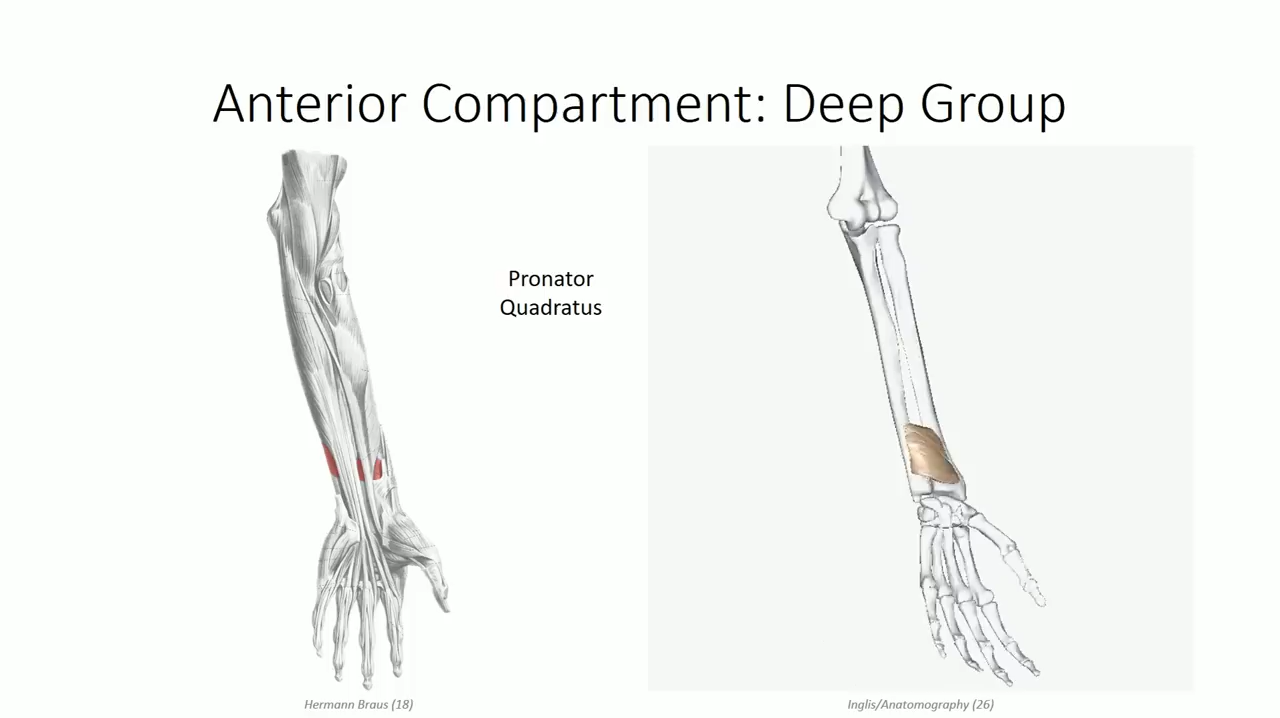 Anterior Compartment: Deep Group
Pronator
Quadratus
Hermann Braus (18)
Inglis/Anatomography (26)